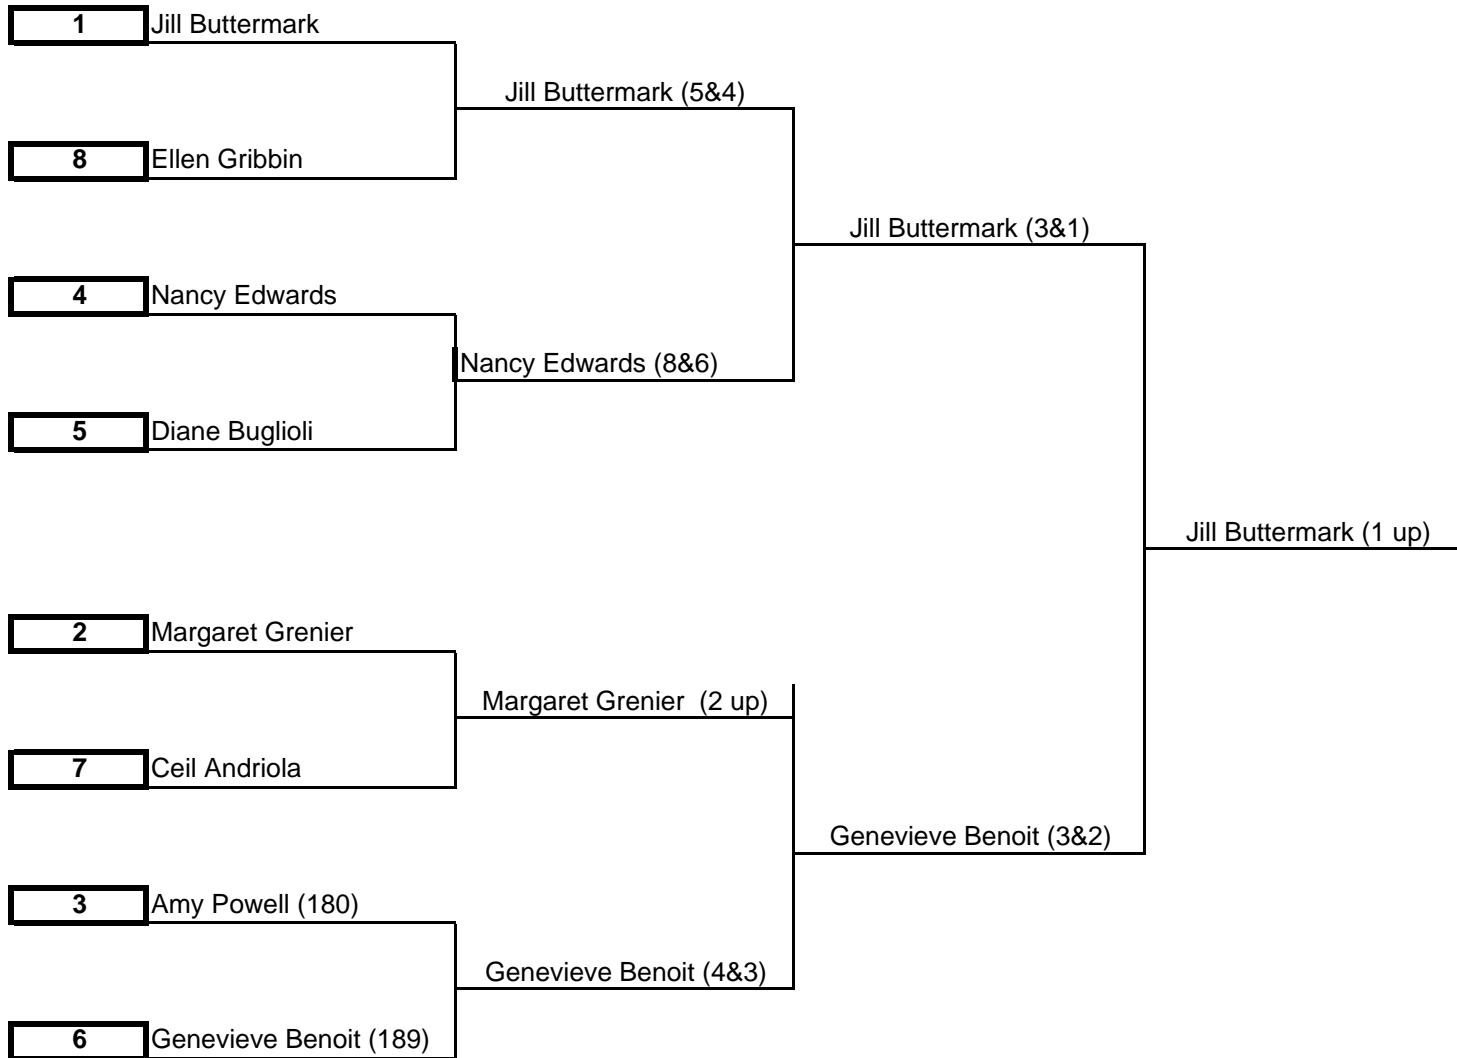 1 Jill Buttermark
Jill Buttermark (5&4)
8 Ellen Gribbin
Jill Buttermark (3&1)
4 Nancy Edwards
Nancy Edwards (8&6)
5 Diane Buglioli
Jill Buttermark (1 up)
2 Margaret Grenier
Margaret Grenier  (2 up)
7 Ceil Andriola
Genevieve Benoit (3&2)
3 Amy Powell (180)
Genevieve Benoit (4&3)
6 Genevieve Benoit (189)